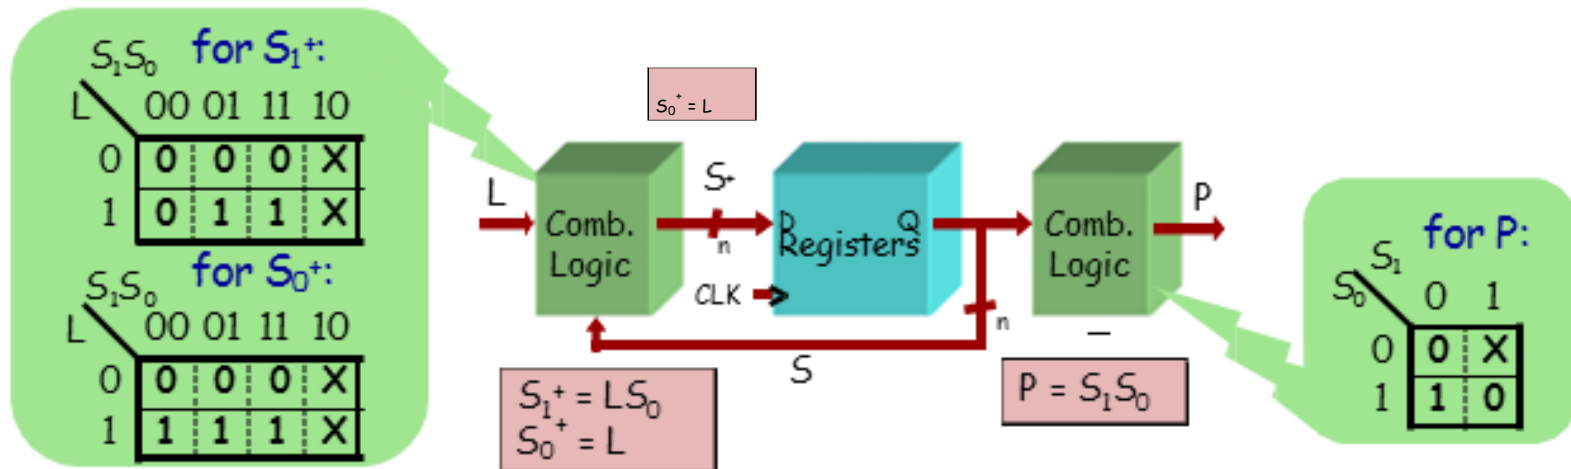 for S₁⁺:
S₁S₀
L 00 01 11 10
0 0 0 0 X
1 0 1 1 X
for S₀⁺:
S₁S₀
L 00 01 11 10
0 0 0 0 X
1 1 1 1 X
S₀⁺ = L
L
Comb.
Logic
S⁺
n
D Q
Registers
CLK
n
S
Comb.
Logic
P
S₁⁺ = LS₀
S₀⁺ = L
P = S₁S₀
for P:
S₁
S₀ 0 1
0 0 X
1 1 0